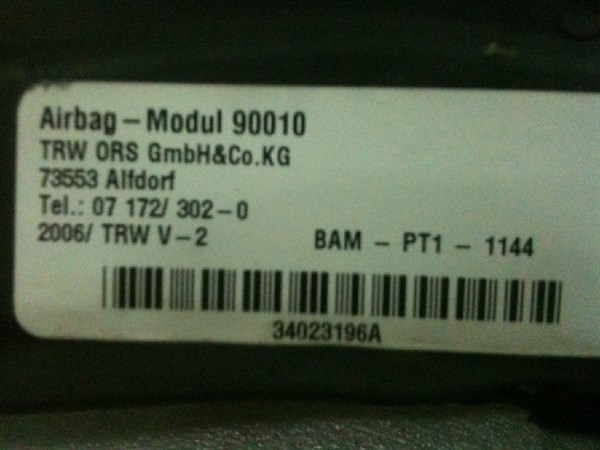 Airbag – Modul 90010
TRW ORS GmbH&Co.KG
73553 Alfdorf
Tel.: 07 172/ 302–0
2006/ TRW V–2 BAM – PT1 – 1144
34023196A